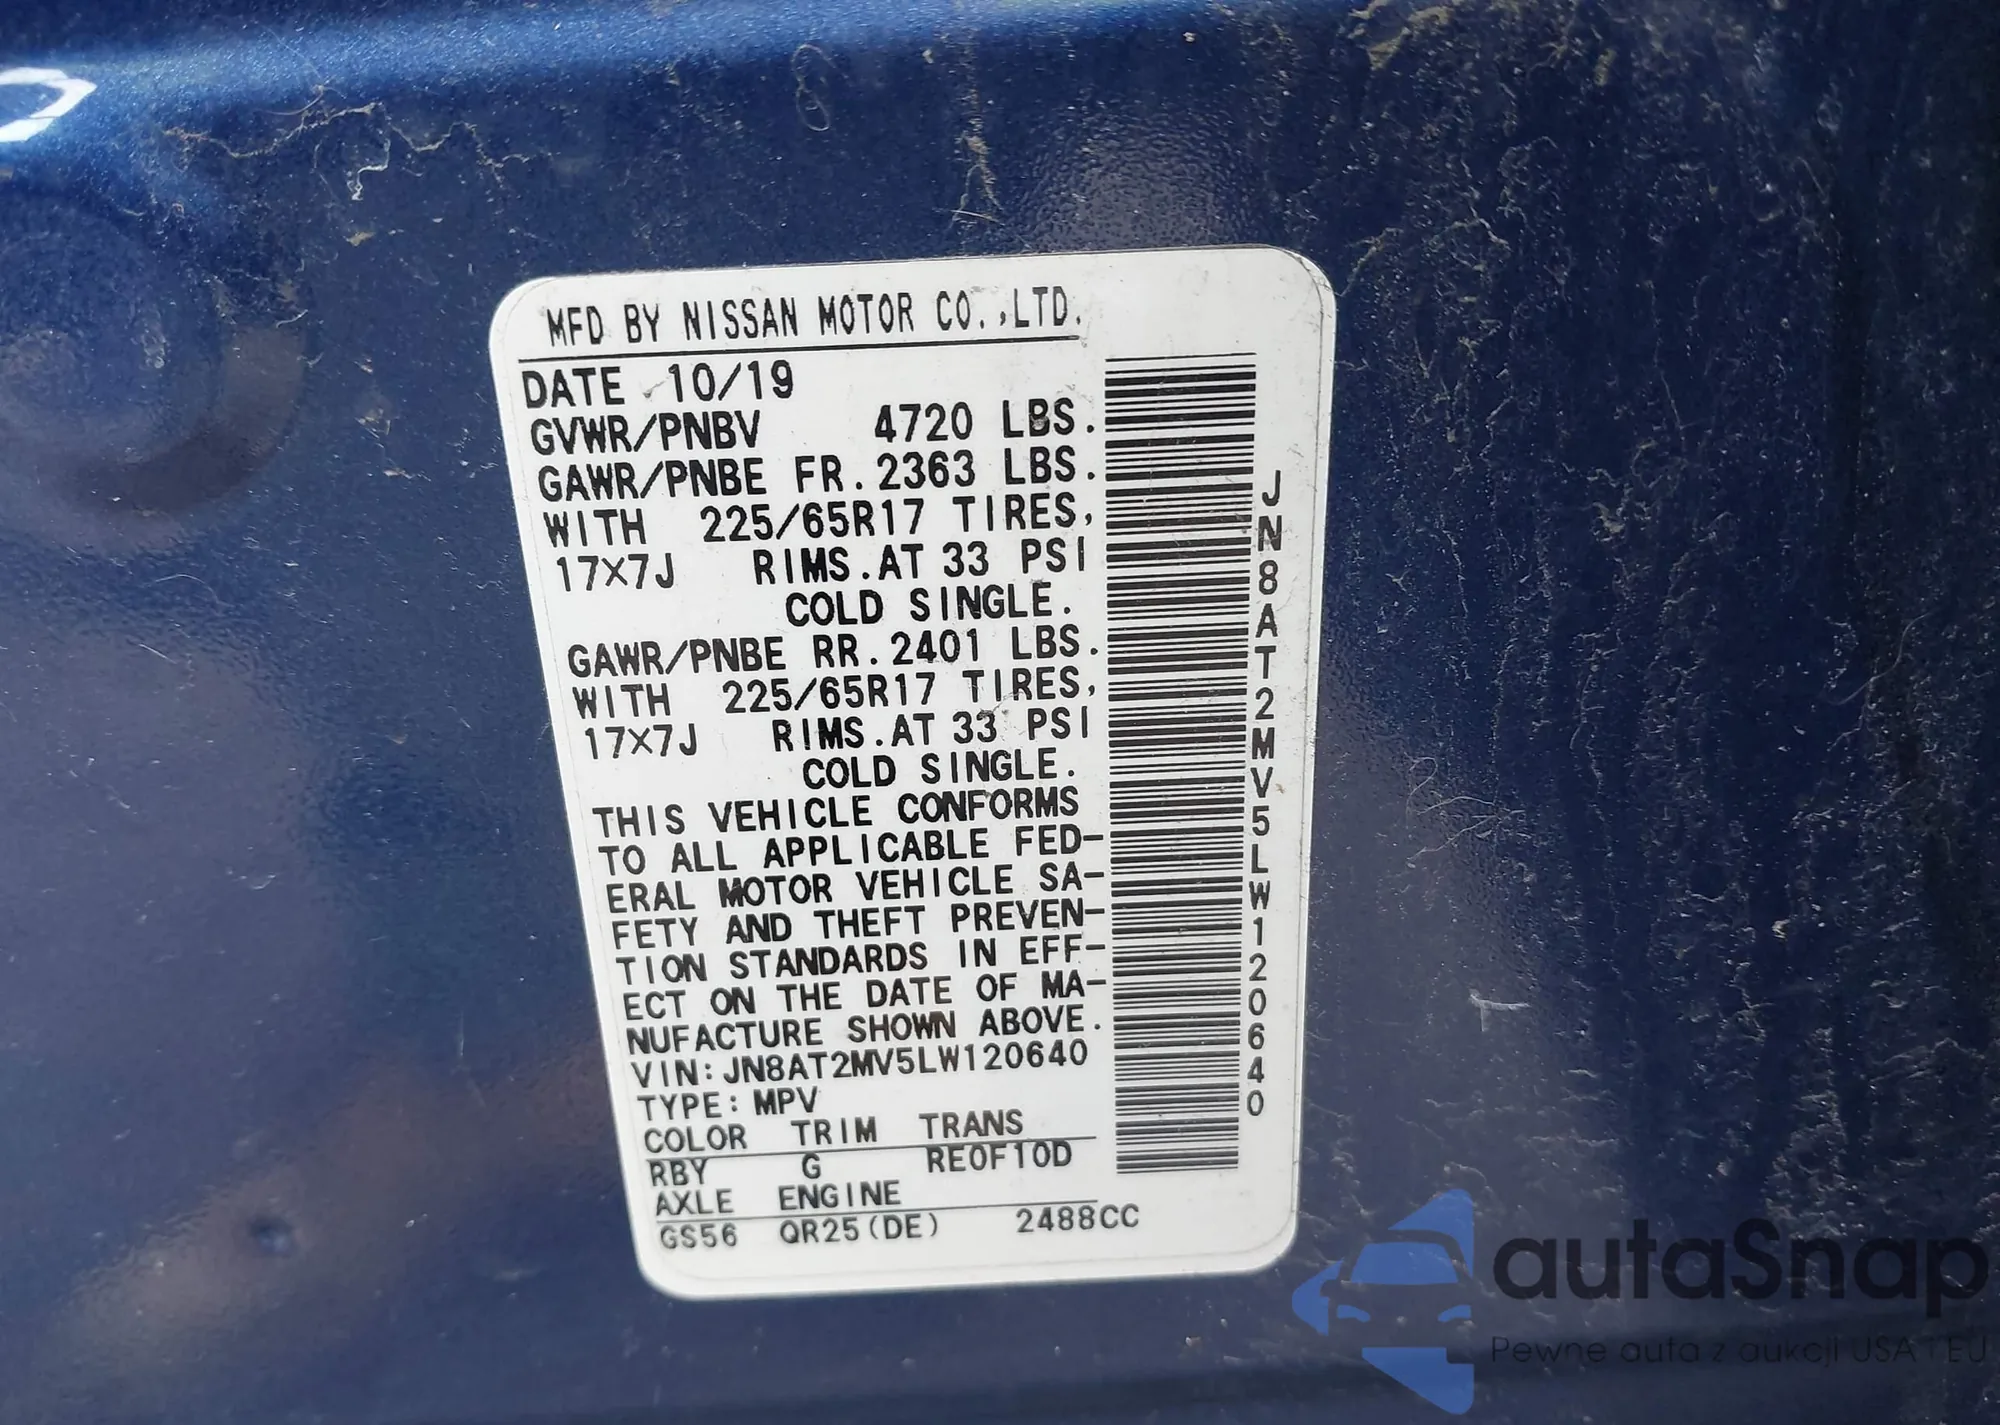 MFD BY NISSAN MOTOR CO.,LTD.
DATE 10/19
GVWR/PNBV 4720 LBS.
GAWR/PNBE FR. 2363 LBS.
WITH 225/65R17 TIRES,
17X7J RIMS.AT 33 PSI
COLD SINGLE.
GAWR/PNBE RR. 2401 LBS.
WITH 225/65R17 TIRES,
17X7J RIMS.AT 33 PSI
COLD SINGLE.
THIS VEHICLE CONFORMS
TO ALL APPLICABLE FED-
ERAL MOTOR VEHICLE SA-
FETY AND THEFT PREVEN-
TION STANDARDS IN EFF-
ECT ON THE DATE OF MA-
NUFACTURE SHOWN ABOVE.
VIN: JN8AT2MV5LW120640
TYPE: MPV
COLOR TRIM TRANS
RBY G RE0F10D
AXLE ENGINE
GS56 QR25(DE) 2488CC
JN8AT2MV5LW120640
autaSnap
Pewne auta z aukcji USA i EU